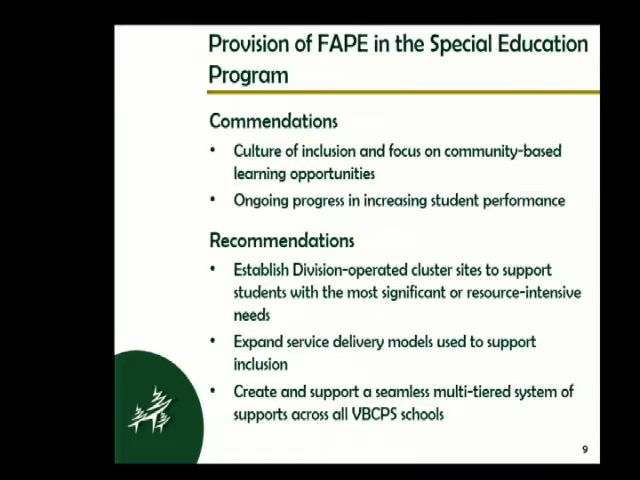 Provision of FAPE in the Special Education
Program
Commendations
• Culture of inclusion and focus on community-based
learning opportunities
• Ongoing progress in increasing student performance
Recommendations
• Establish Division-operated cluster sites to support
students with the most significant or resource-intensive
needs
• Expand service delivery models used to support
inclusion
• Create and support a seamless multi-tiered system of
supports across all VBCPS schools
9